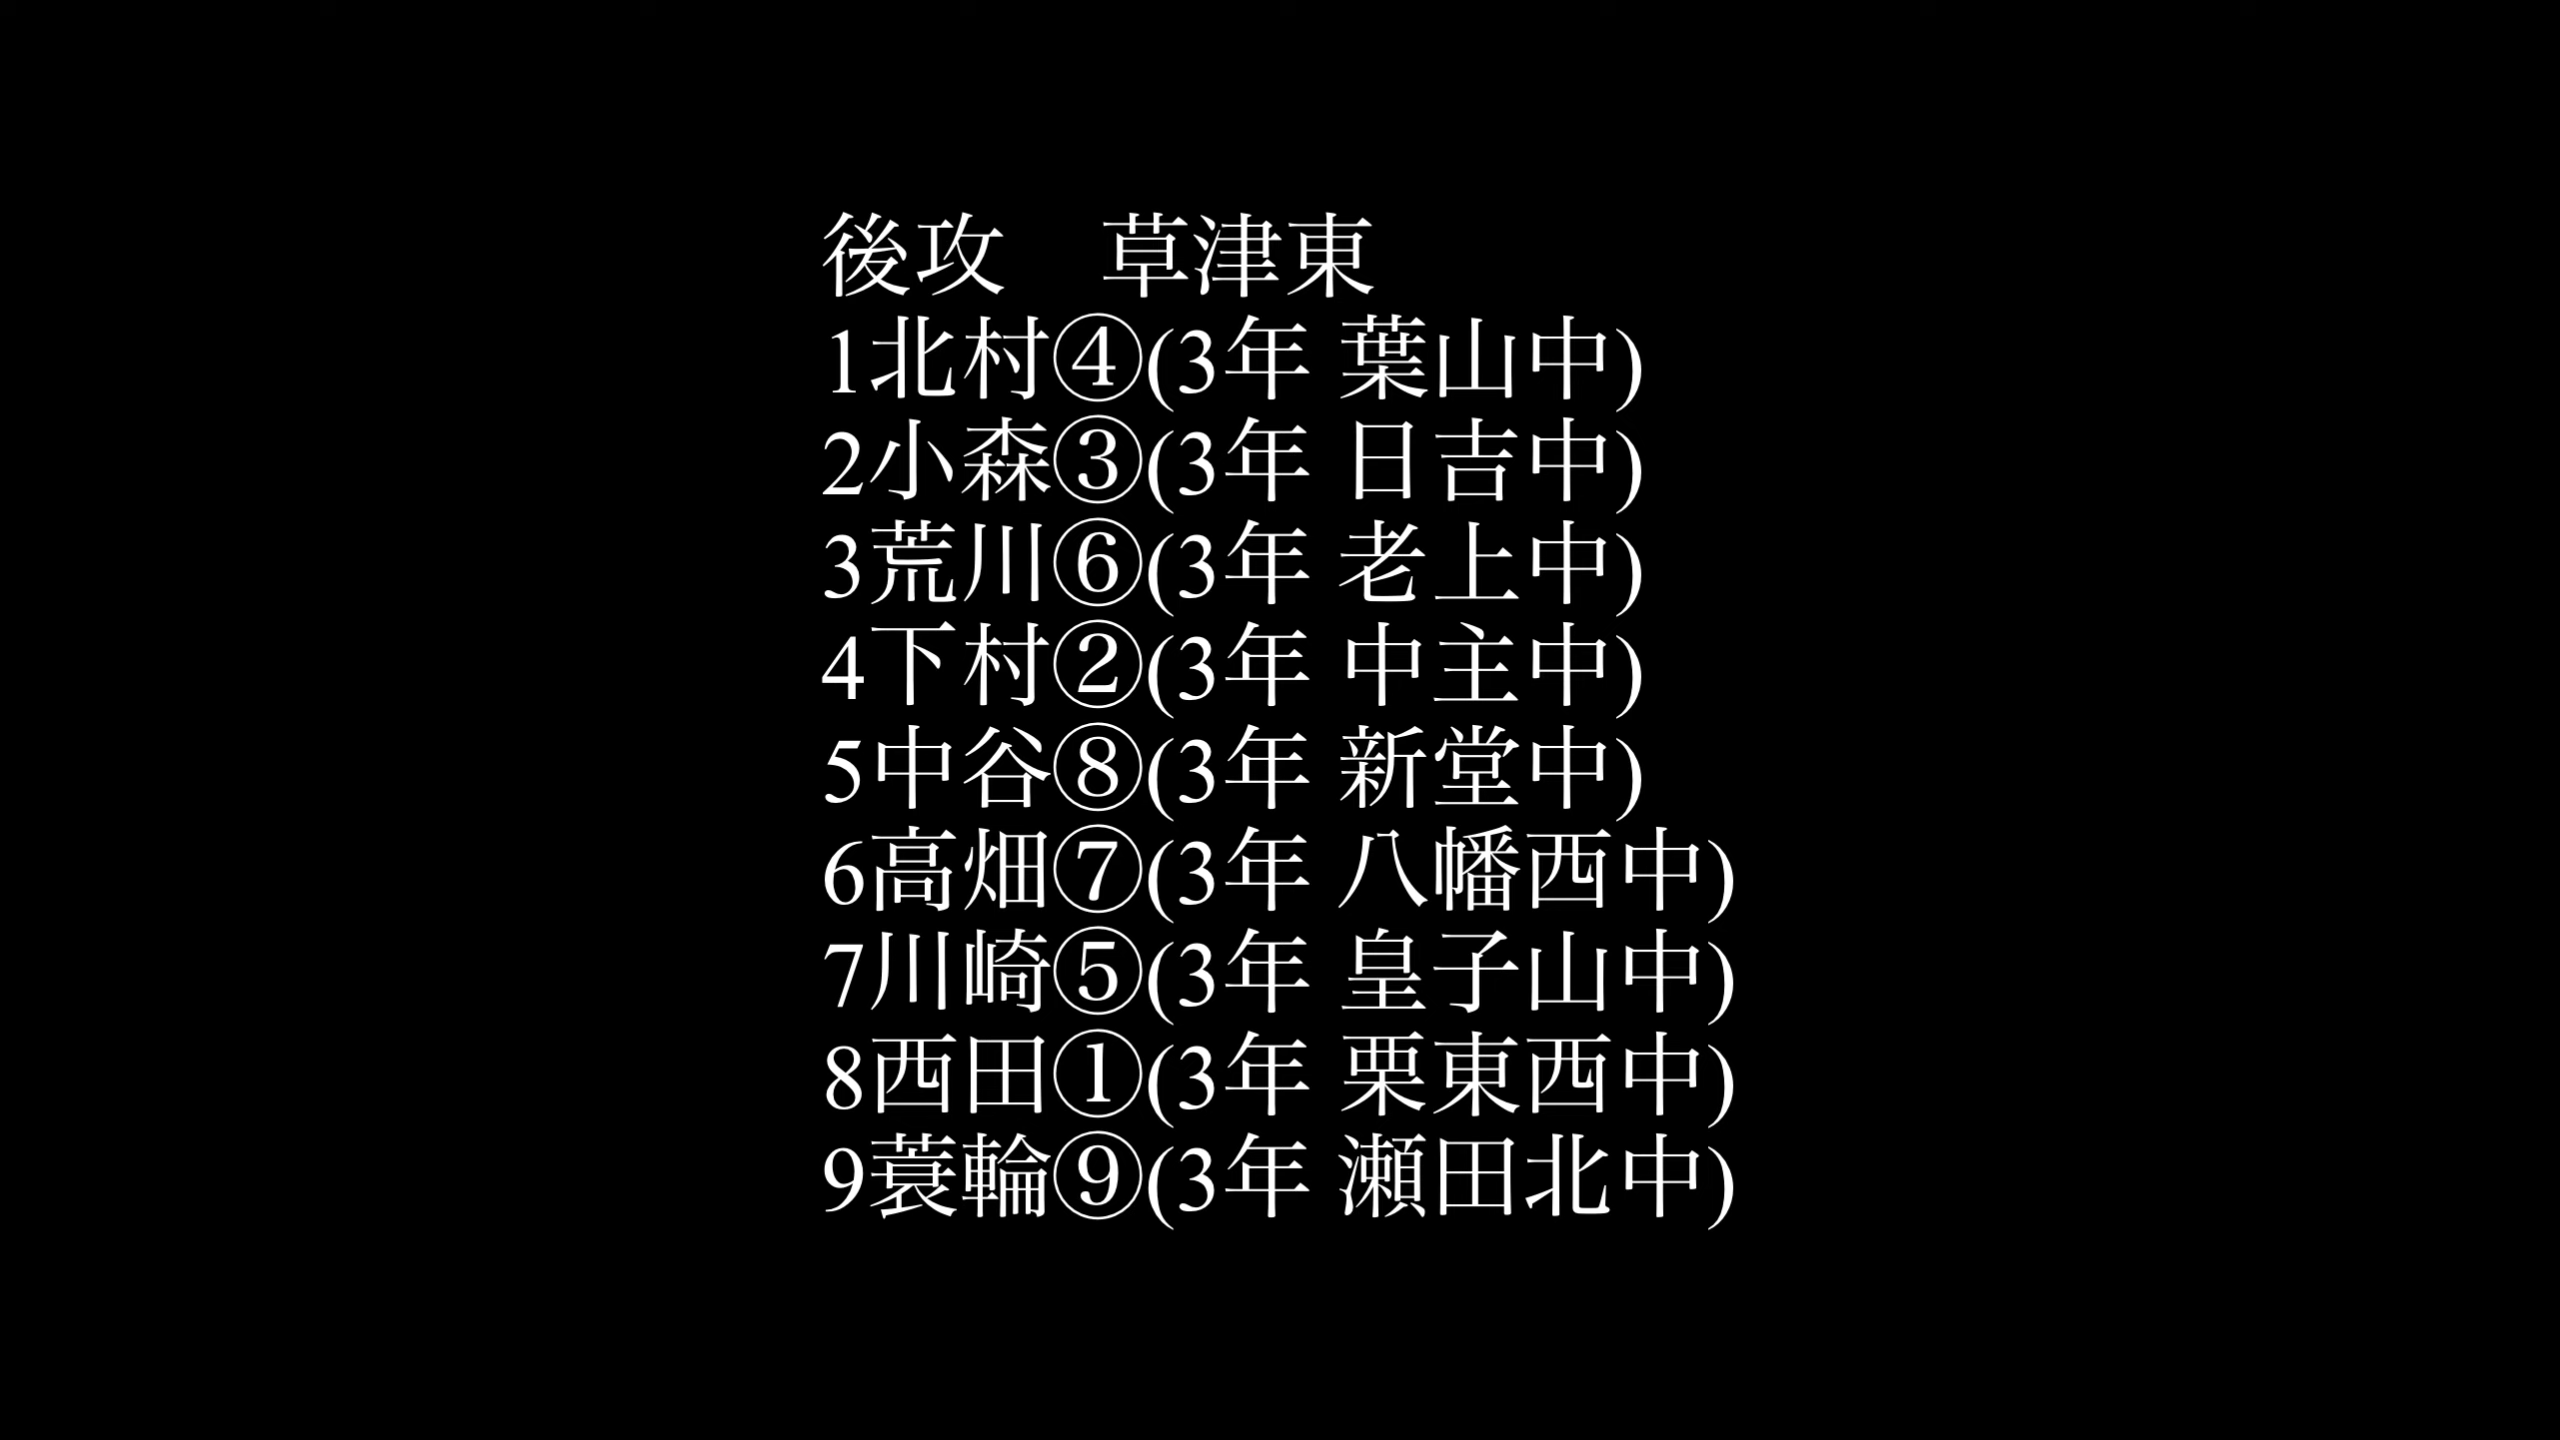 後攻　草津東
1北村④(3年 葉山中)
2小森③(3年 日吉中)
3荒川⑥(3年 老上中)
4下村②(3年 中主中)
5中谷⑧(3年 新堂中)
6高畑⑦(3年 八幡西中)
7川崎⑤(3年 皇子山中)
8西田①(3年 栗東西中)
9蓑輪⑨(3年 瀬田北中)